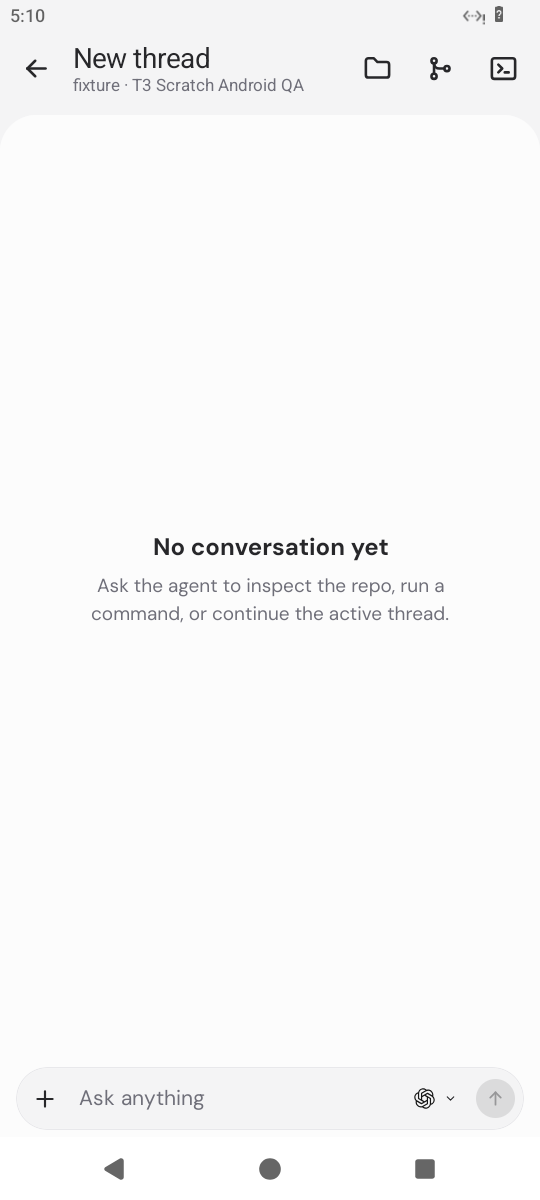 5:10
New thread
fixture · T3 Scratch Android QA
No conversation yet
Ask the agent to inspect the repo, run a
command, or continue the active thread.
Ask anything